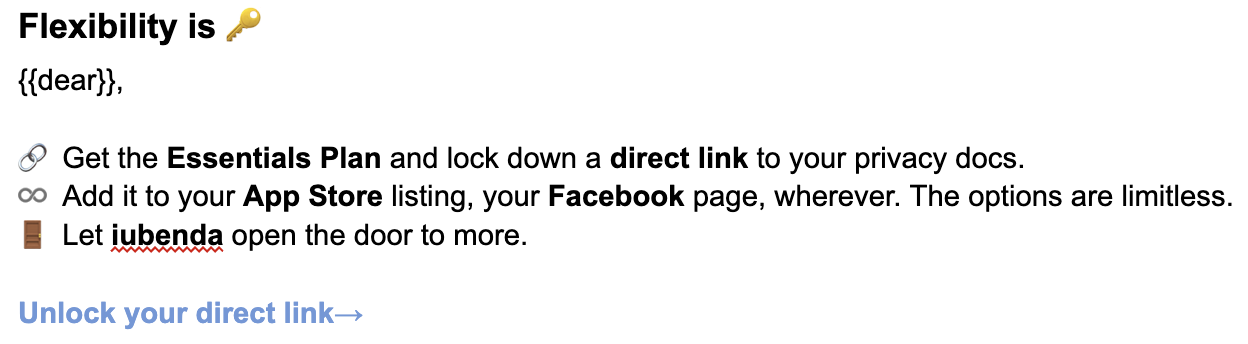 Flexibility is 🔑
{{dear}},
🔗 Get the Essentials Plan and lock down a direct link to your privacy docs.
♾ Add it to your App Store listing, your Facebook page, wherever. The options are limitless.
🚪 Let iubenda open the door to more.
Unlock your direct link→